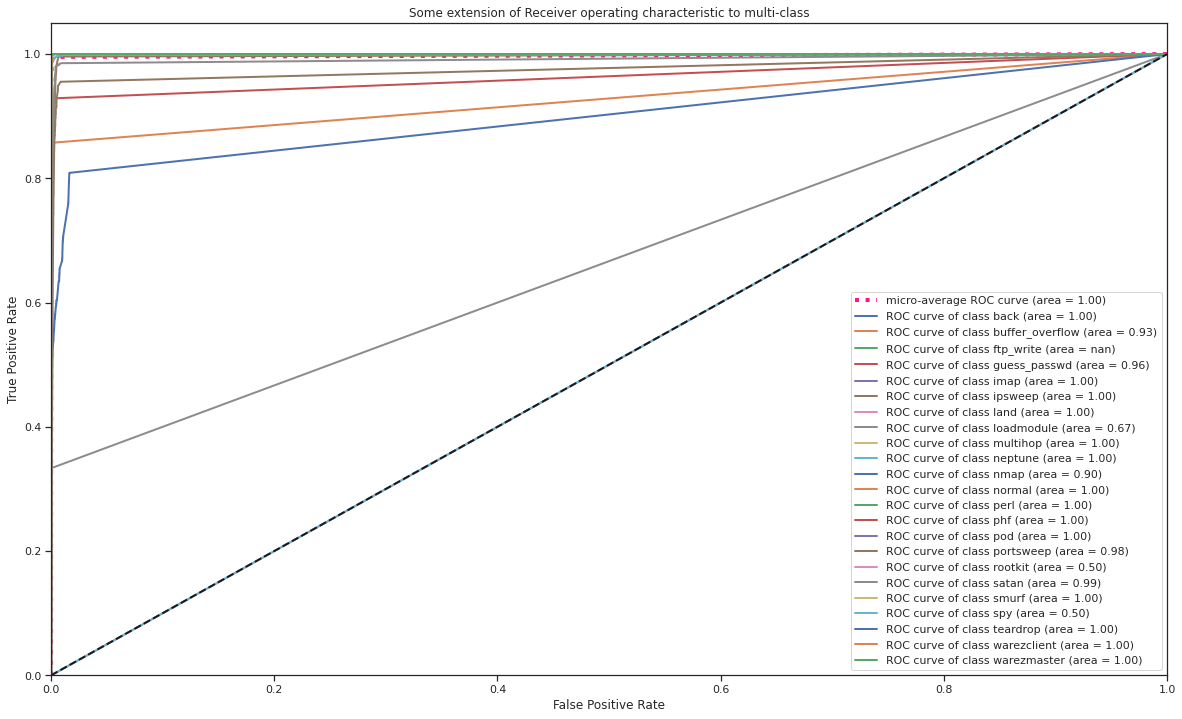 Some extension of Receiver operating characteristic to multi-class
1.0
0.8
0.6
0.4
0.2
0.0
True Positive Rate
micro-average ROC curve (area = 1.00)
ROC curve of class back (area = 1.00)
ROC curve of class buffer_overflow (area = 0.93)
ROC curve of class ftp_write (area = nan)
ROC curve of class guess_passwd (area = 0.96)
ROC curve of class imap (area = 1.00)
ROC curve of class ipsweep (area = 1.00)
ROC curve of class land (area = 1.00)
ROC curve of class loadmodule (area = 0.67)
ROC curve of class multihop (area = 1.00)
ROC curve of class neptune (area = 1.00)
ROC curve of class nmap (area = 0.90)
ROC curve of class normal (area = 1.00)
ROC curve of class perl (area = 1.00)
ROC curve of class phf (area = 1.00)
ROC curve of class pod (area = 1.00)
ROC curve of class portsweep (area = 0.98)
ROC curve of class rootkit (area = 0.50)
ROC curve of class satan (area = 0.99)
ROC curve of class smurf (area = 1.00)
ROC curve of class spy (area = 0.50)
ROC curve of class teardrop (area = 1.00)
ROC curve of class warezclient (area = 1.00)
ROC curve of class warezmaster (area = 1.00)
0.0 0.2 0.4 0.6 0.8 1.0
False Positive Rate